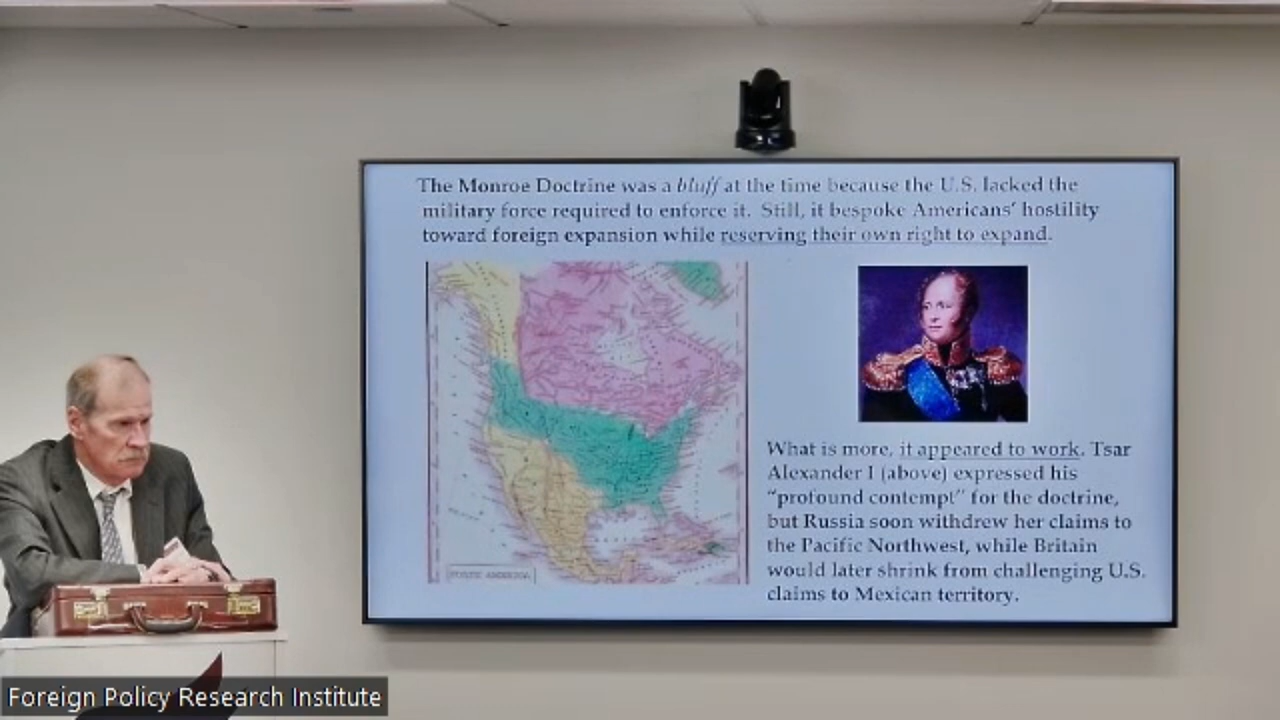 The Monroe Doctrine was a bluff at the time because the U.S. lacked the
military force required to enforce it. Still, it bespoke Americans' hostility
toward foreign expansion while reserving their own right to expand.
NORTH AMERICA
What is more, it appeared to work. Tsar
Alexander I (above) expressed his
"profound contempt" for the doctrine,
but Russia soon withdrew her claims to
the Pacific Northwest, while Britain
would later shrink from challenging U.S.
claims to Mexican territory.
Foreign Policy Research Institute